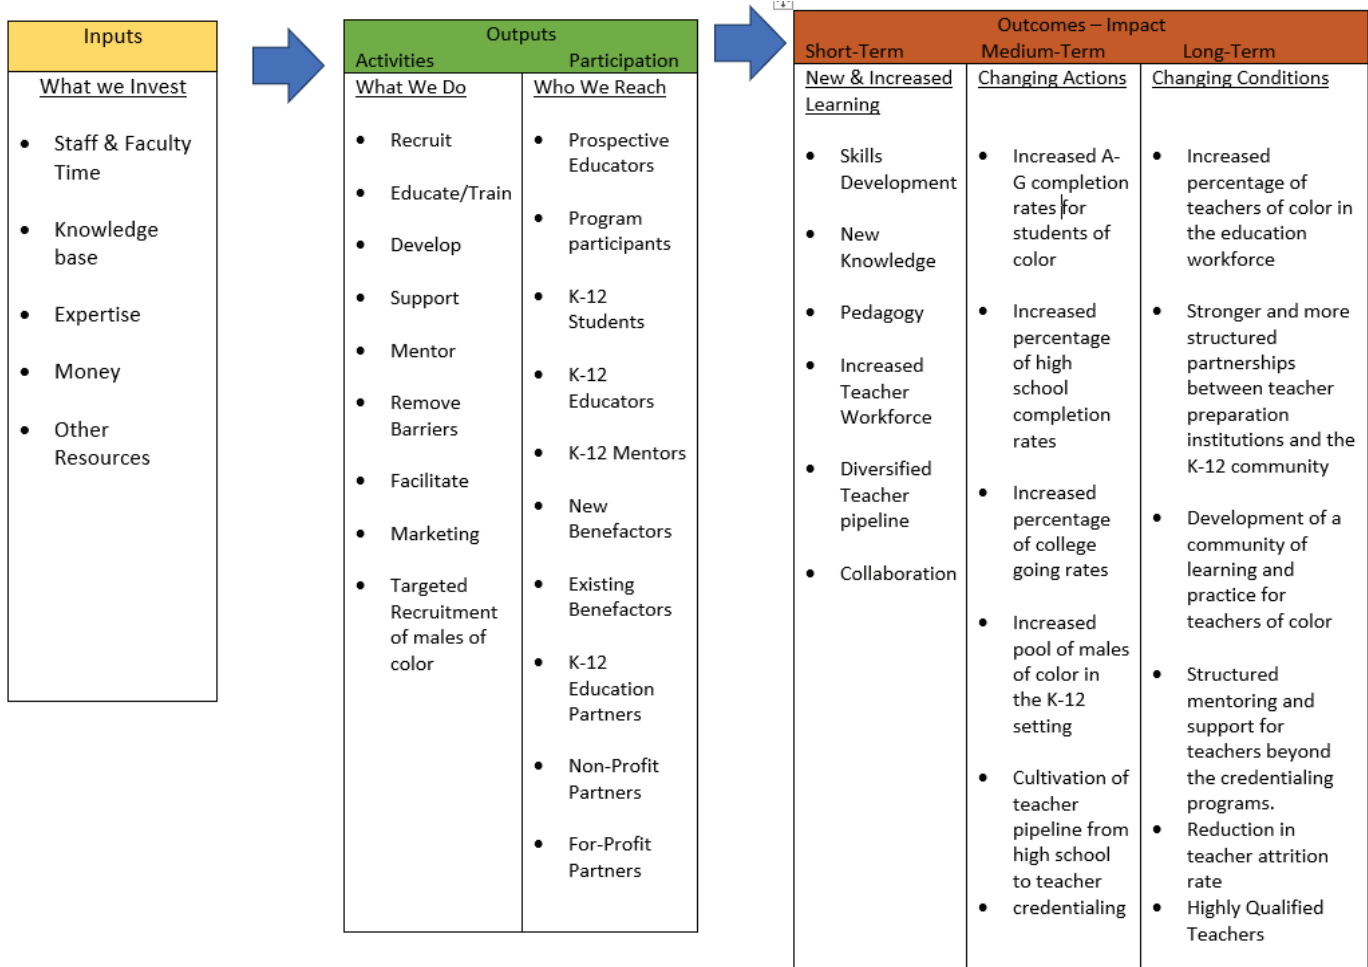 Inputs
What we Invest
• Staff & Faculty
Time
• Knowledge
base
• Expertise
• Money
• Other
Resources
Outputs
Activities Participation
What We Do
• Recruit
• Educate/Train
• Develop
• Support
• Mentor
• Remove
Barriers
• Facilitate
• Marketing
• Targeted
Recruitment
of males of
color
Who We Reach
• Prospective
Educators
• Program
participants
• K-12
Students
• K-12
Educators
• K-12 Mentors
• New
Benefactors
• Existing
Benefactors
• K-12
Education
Partners
• Non-Profit
Partners
• For-Profit
Partners
Outcomes – Impact
Short-Term Medium-Term Long-Term
New & Increased
Learning
• Skills
Development
• New
Knowledge
• Pedagogy
• Increased
Teacher
Workforce
• Diversified
Teacher
pipeline
• Collaboration
Changing Actions
• Increased A-
G completion
rates for
students of
color
• Increased
percentage
of high
school
completion
rates
• Increased
percentage
of college
going rates
• Increased
pool of males
of color in
the K-12
setting
• Cultivation of
teacher
pipeline from
high school
to teacher
• credentialing
Changing Conditions
• Increased
percentage of
teachers of color in
the education
workforce
• Stronger and more
structured
partnerships
between teacher
preparation
institutions and the
K-12 community
• Development of a
community of
learning and
practice for
teachers of color
• Structured
mentoring and
support for
teachers beyond
the credentialing
programs.
• Reduction in
teacher attrition
rate
• Highly Qualified
Teachers